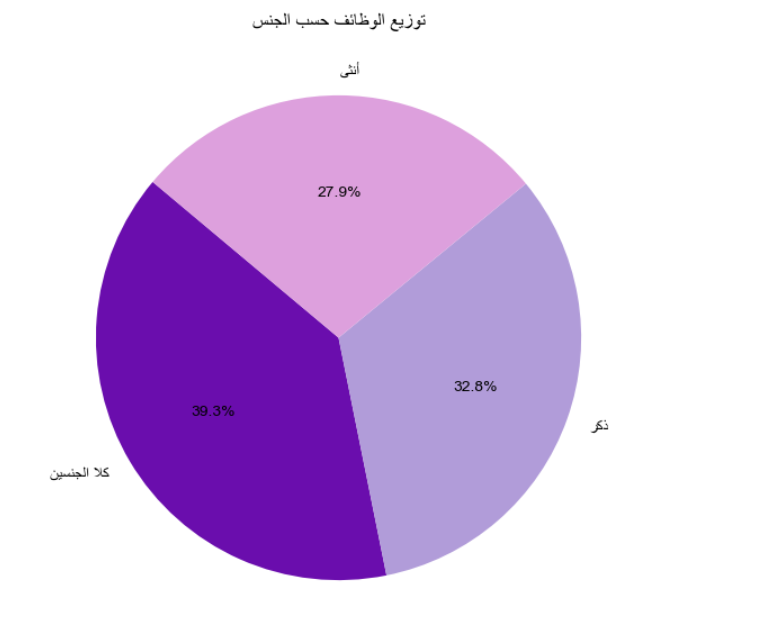 توزيع الوظائف حسب الجنس
أنثى
27.9%
32.8%
39.3%
ذكر
كلا الجنسين